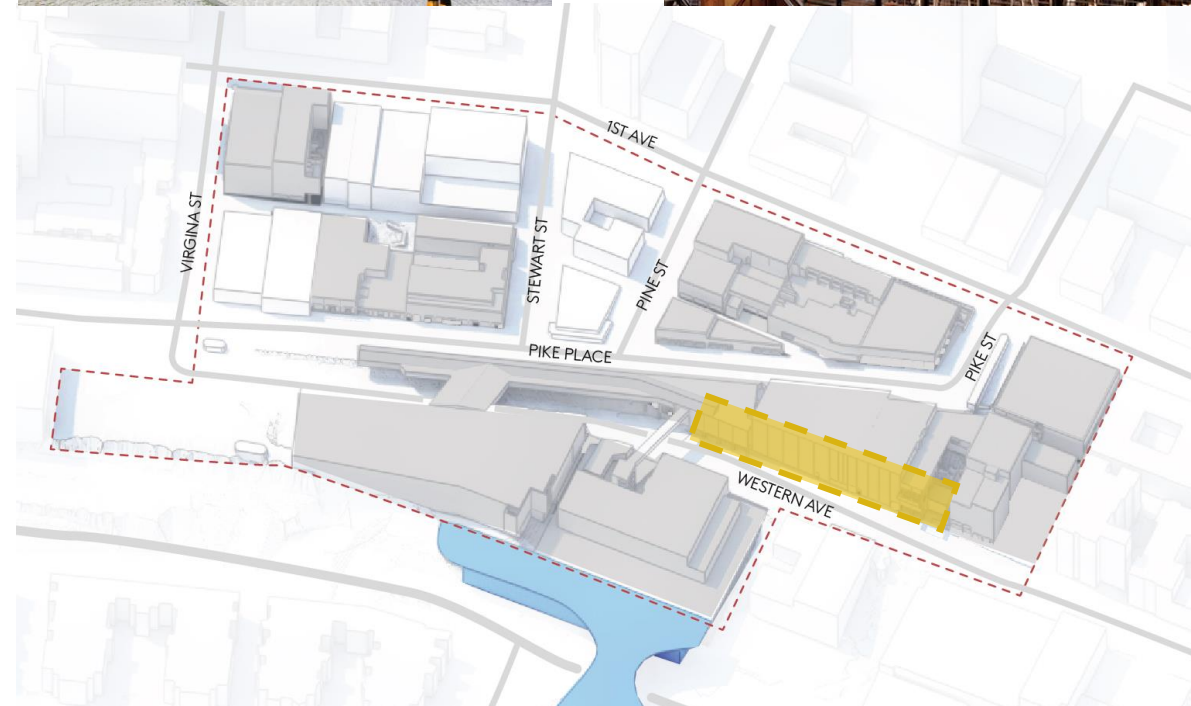 1ST AVE
VIRGINA ST
STEWART ST
PINE ST
PIKE PLACE
PIKE ST
WESTERN AVE